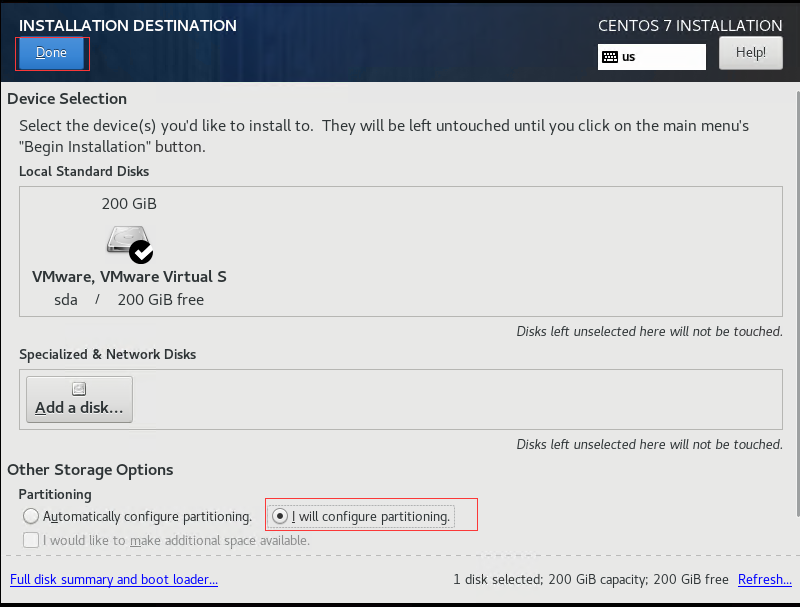 INSTALLATION DESTINATION
CENTOS 7 INSTALLATION
Done
us
Help!
Device Selection
Select the device(s) you'd like to install to.  They will be left untouched until you click on the main menu's
"Begin Installation" button.
Local Standard Disks
200 GiB
VMware, VMware Virtual S
sda / 200 GiB free
Disks left unselected here will not be touched.
Specialized & Network Disks
Add a disk...
Disks left unselected here will not be touched.
Other Storage Options
Partitioning
Automatically configure partitioning. I will configure partitioning.
I would like to make additional space available.
Full disk summary and boot loader... 1 disk selected; 200 GiB capacity; 200 GiB free Refresh...